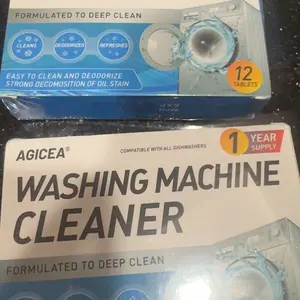 FORMULATED TO DEEP CLEAN
CLEANS
DEODORIZES
REFRESHES
EASY TO CLEAN AND DEODORIZE
STRONG DECOMOSITION OF OIL STAIN
12
TABLETS
AGICEA®
COMPATIBLE WITH ALL DISHWASHERS
1 YEAR
SUPPLY
WASHING MACHINE
CLEANER
FORMULATED TO DEEP CLEAN